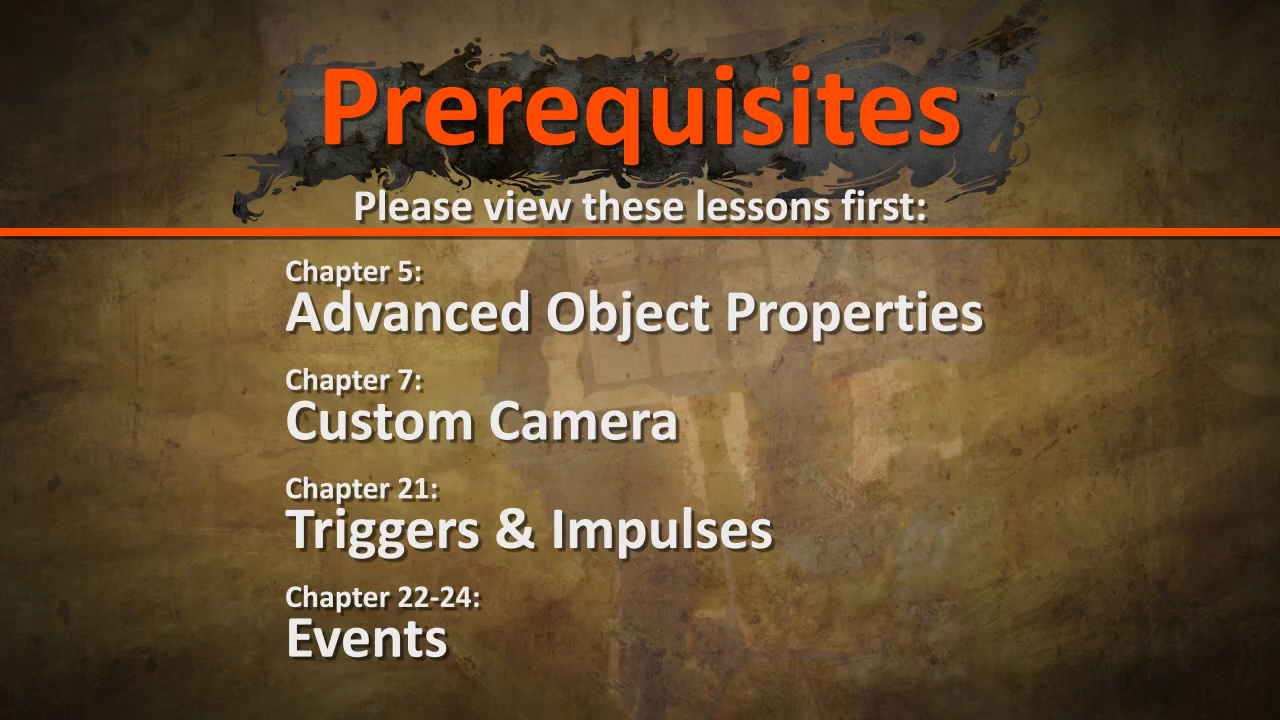 Prerequisites
Please view these lessons first:
Chapter 5:
Advanced Object Properties
Chapter 7:
Custom Camera
Chapter 21:
Triggers & Impulses
Chapter 22-24:
Events